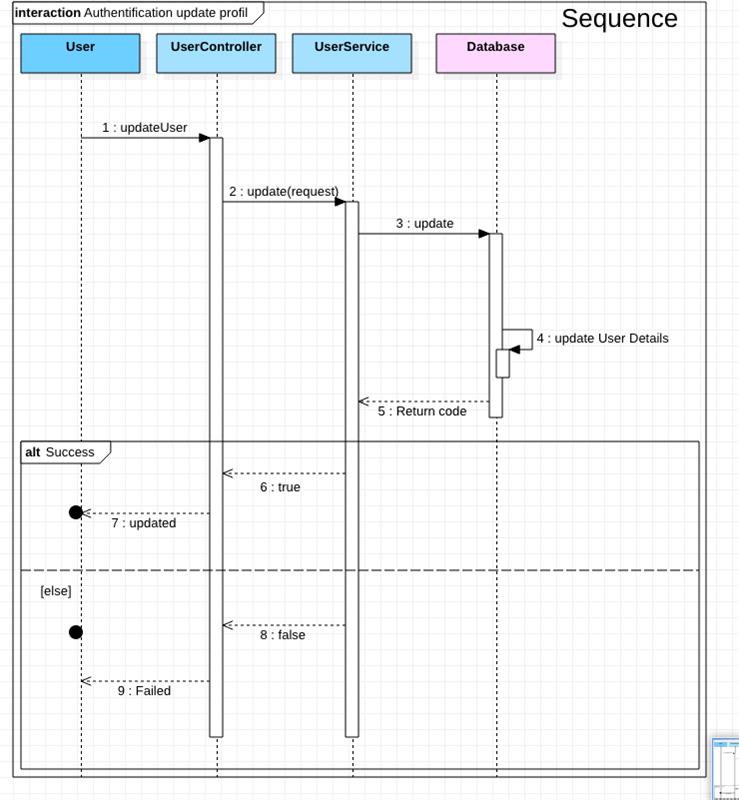 interaction Authentification update profil
Sequence
User
UserController
UserService
Database
1 : updateUser
2 : update(request)
3 : update
4 : update User Details
5 : Return code
alt Success
6 : true
7 : updated
[else]
8 : false
9 : Failed